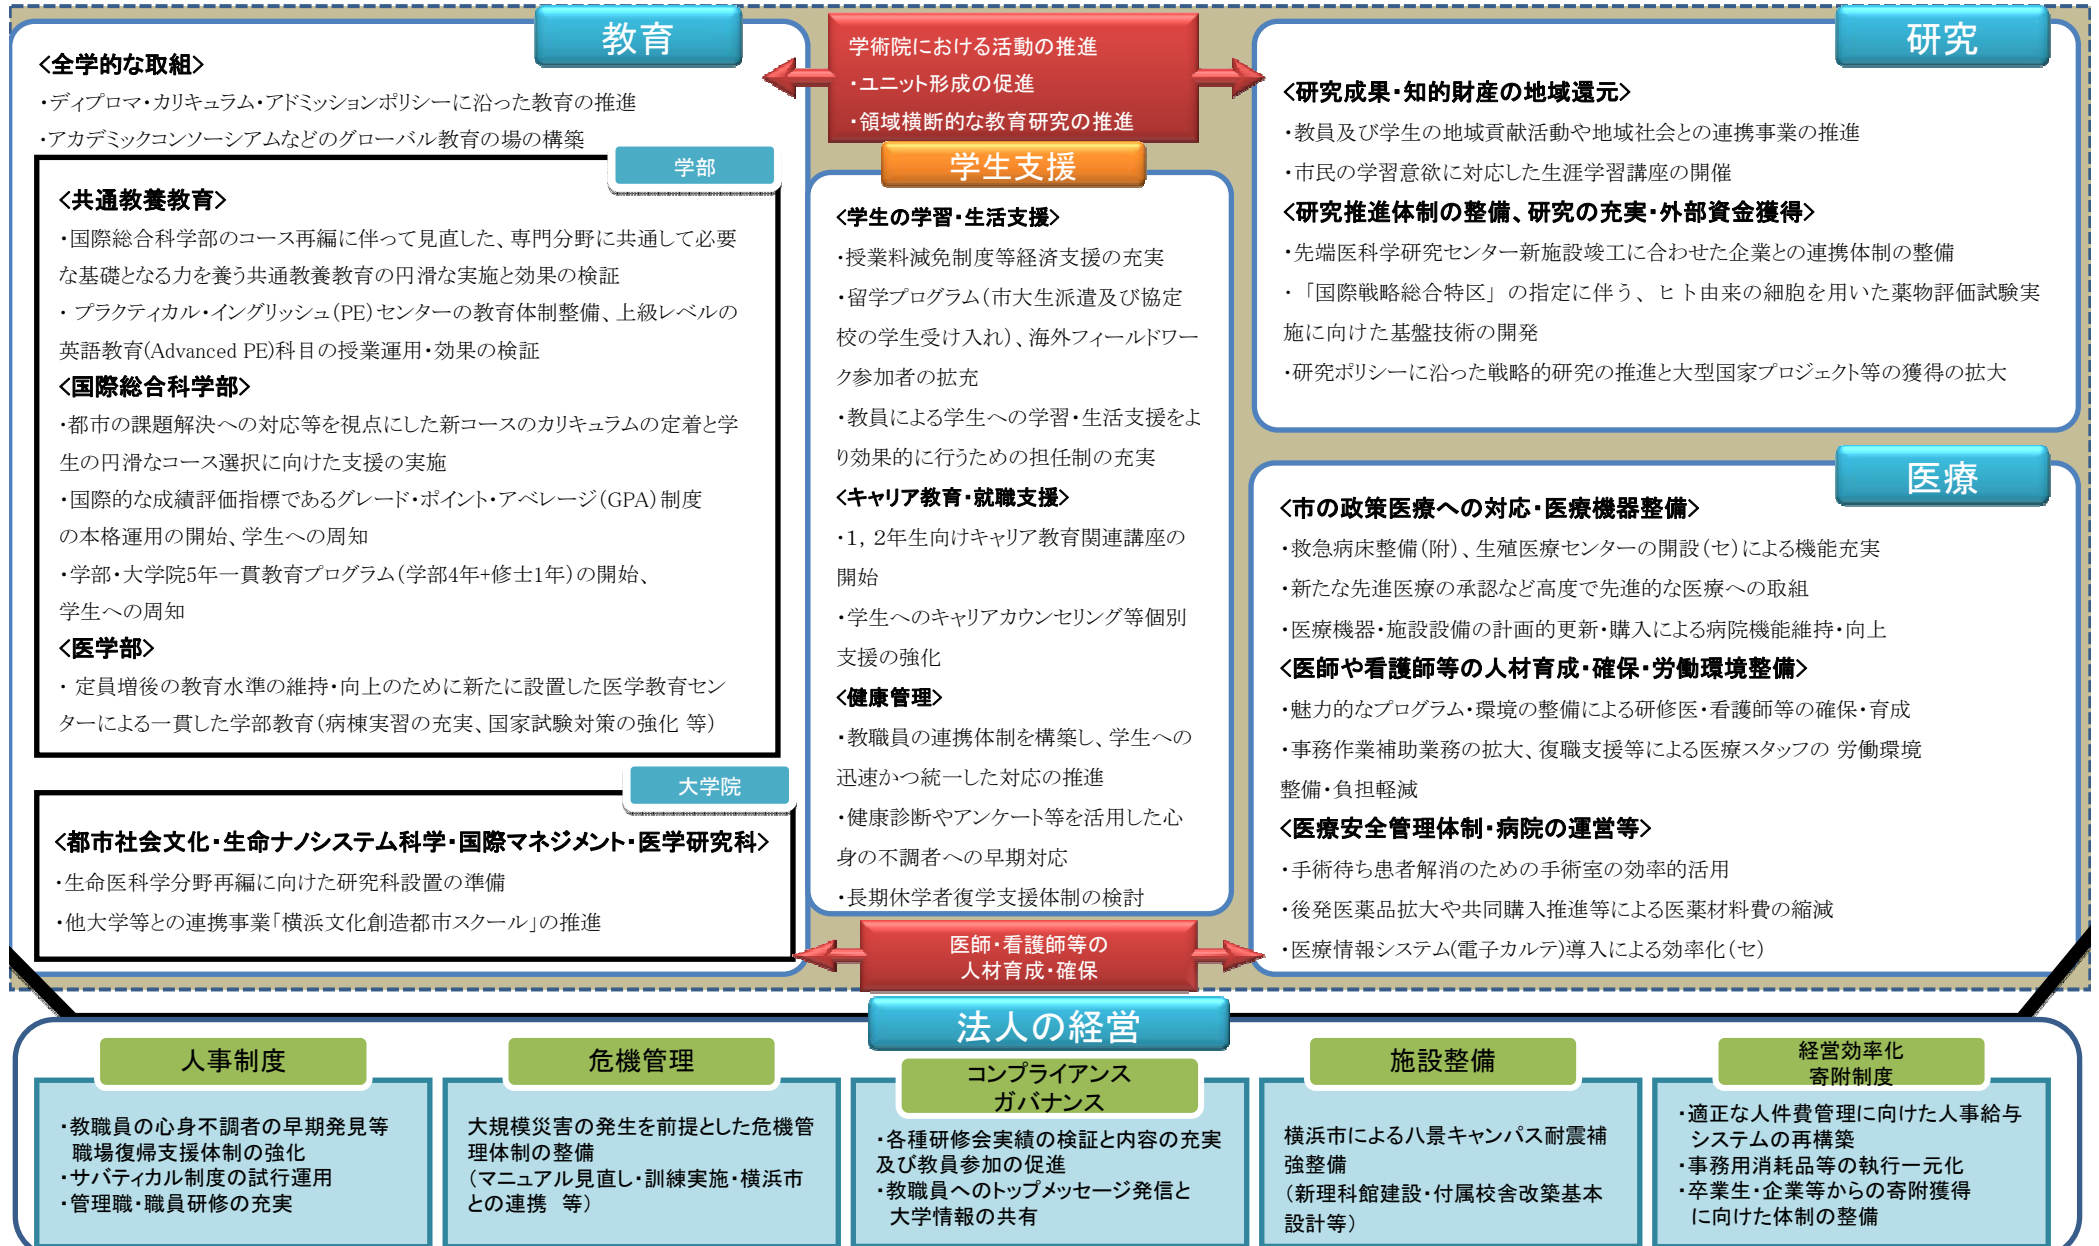 教育
<全学的な取組>
・ディプロマ・カリキュラム・アドミッションポリシーに沿った教育の推進
・アカデミックコンソーシアムなどのグローバル教育の場の構築
学部
<共通教養教育>
・国際総合科学部のコース再編に伴って見直した、専門分野に共通して必要
な基礎となる力を養う共通教養教育の円滑な実施と効果の検証
・プラクティカル・イングリッシュ(PE)センターの教育体制整備、上級レベルの
英語教育(Advanced PE)科目の授業運用・効果の検証
<国際総合科学部>
・都市の課題解決への対応等を視点にした新コースのカリキュラムの定着と学
生の円滑なコース選択に向けた支援の実施
・国際的な成績評価指標であるグレード・ポイント・アベレージ(GPA)制度
の本格運用の開始、学生への周知
・学部・大学院5年一貫教育プログラム(学部4年+修士1年)の開始、
学生への周知
<医学部>
・定員増後の教育水準の維持・向上のために新たに設置した医学教育セン
ターによる一貫した学部教育(病棟実習の充実、国家試験対策の強化 等)
大学院
<都市社会文化・生命ナノシステム科学・国際マネジメント・医学研究科>
・生命医科学分野再編に向けた研究科設置の準備
・他大学等との連携事業「横浜文化創造都市スクール」の推進
学術院における活動の推進
・ユニット形成の促進
・領域横断的な教育研究の推進
学生支援
<学生の学習・生活支援>
・授業料減免制度等経済支援の充実
・留学プログラム(市大生派遣及び協定
校の学生受け入れ)、海外フィールドワー
ク参加者の拡充
・教員による学生への学習・生活支援をよ
り効果的に行うための担任制の充実
<キャリア教育・就職支援>
・1, 2年生向けキャリア教育関連講座の
開始
・学生へのキャリアカウンセリング等個別
支援の強化
<健康管理>
・教職員の連携体制を構築し、学生への
迅速かつ統一した対応の推進
・健康診断やアンケート等を活用した心
身の不調者への早期対応
・長期休学者復学支援体制の検討
医師・看護師等の
人材育成・確保
研究
<研究成果・知的財産の地域還元>
・教員及び学生の地域貢献活動や地域社会との連携事業の推進
・市民の学習意欲に対応した生涯学習講座の開催
<研究推進体制の整備、研究の充実・外部資金獲得>
・先端医科学研究センター新施設竣工に合わせた企業との連携体制の整備
・「国際戦略総合特区」の指定に伴う、ヒト由来の細胞を用いた薬物評価試験実
施に向けた基盤技術の開発
・研究ポリシーに沿った戦略的研究の推進と大型国家プロジェクト等の獲得の拡大
医療
<市の政策医療への対応・医療機器整備>
・救急病床整備(附)、生殖医療センターの開設(セ)による機能充実
・新たな先進医療の承認など高度で先進的な医療への取組
・医療機器・施設設備の計画的更新・購入による病院機能維持・向上
<医師や看護師等の人材育成・確保・労働環境整備>
・魅力的なプログラム・環境の整備による研修医・看護師等の確保・育成
・事務作業補助業務の拡大、復職支援等による医療スタッフの 労働環境
整備・負担軽減
<医療安全管理体制・病院の運営等>
・手術待ち患者解消のための手術室の効率的活用
・後発医薬品拡大や共同購入推進等による医薬材料費の縮減
・医療情報システム(電子カルテ)導入による効率化(セ)
法人の経営
人事制度
・教職員の心身不調者の早期発見等
職場復帰支援体制の強化
・サバティカル制度の試行運用
・管理職・職員研修の充実
危機管理
大規模災害の発生を前提とした危機管
理体制の整備
(マニュアル見直し・訓練実施・横浜市
との連携 等)
コンプライアンス
ガバナンス
・各種研修会実績の検証と内容の充実
及び教員参加の促進
・教職員へのトップメッセージ発信と
大学情報の共有
施設整備
横浜市による八景キャンパス耐震補
強整備
(新理科館建設・付属校舎改築基本
設計等)
経営効率化
寄附制度
・適正な人件費管理に向けた人事給与
システムの再構築
・事務用消耗品等の執行一元化
・卒業生・企業等からの寄附獲得
に向けた体制の整備